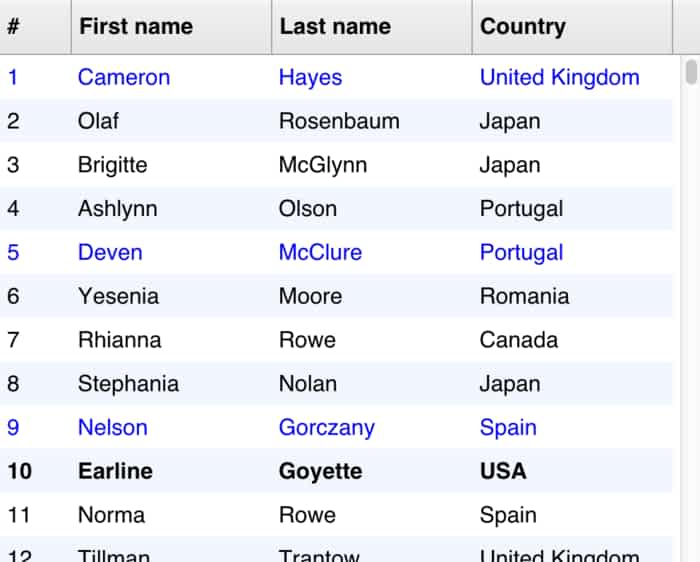 # First name Last name Country
1 Cameron Hayes United Kingdom
2 Olaf Rosenbaum Japan
3 Brigitte McGlynn Japan
4 Ashlynn Olson Portugal
5 Deven McClure Portugal
6 Yesenia Moore Romania
7 Rhianna Rowe Canada
8 Stephania Nolan Japan
9 Nelson Gorczany Spain
10 Earline Goyette USA
11 Norma Rowe Spain
12 Tillman Trantow United Kingdom